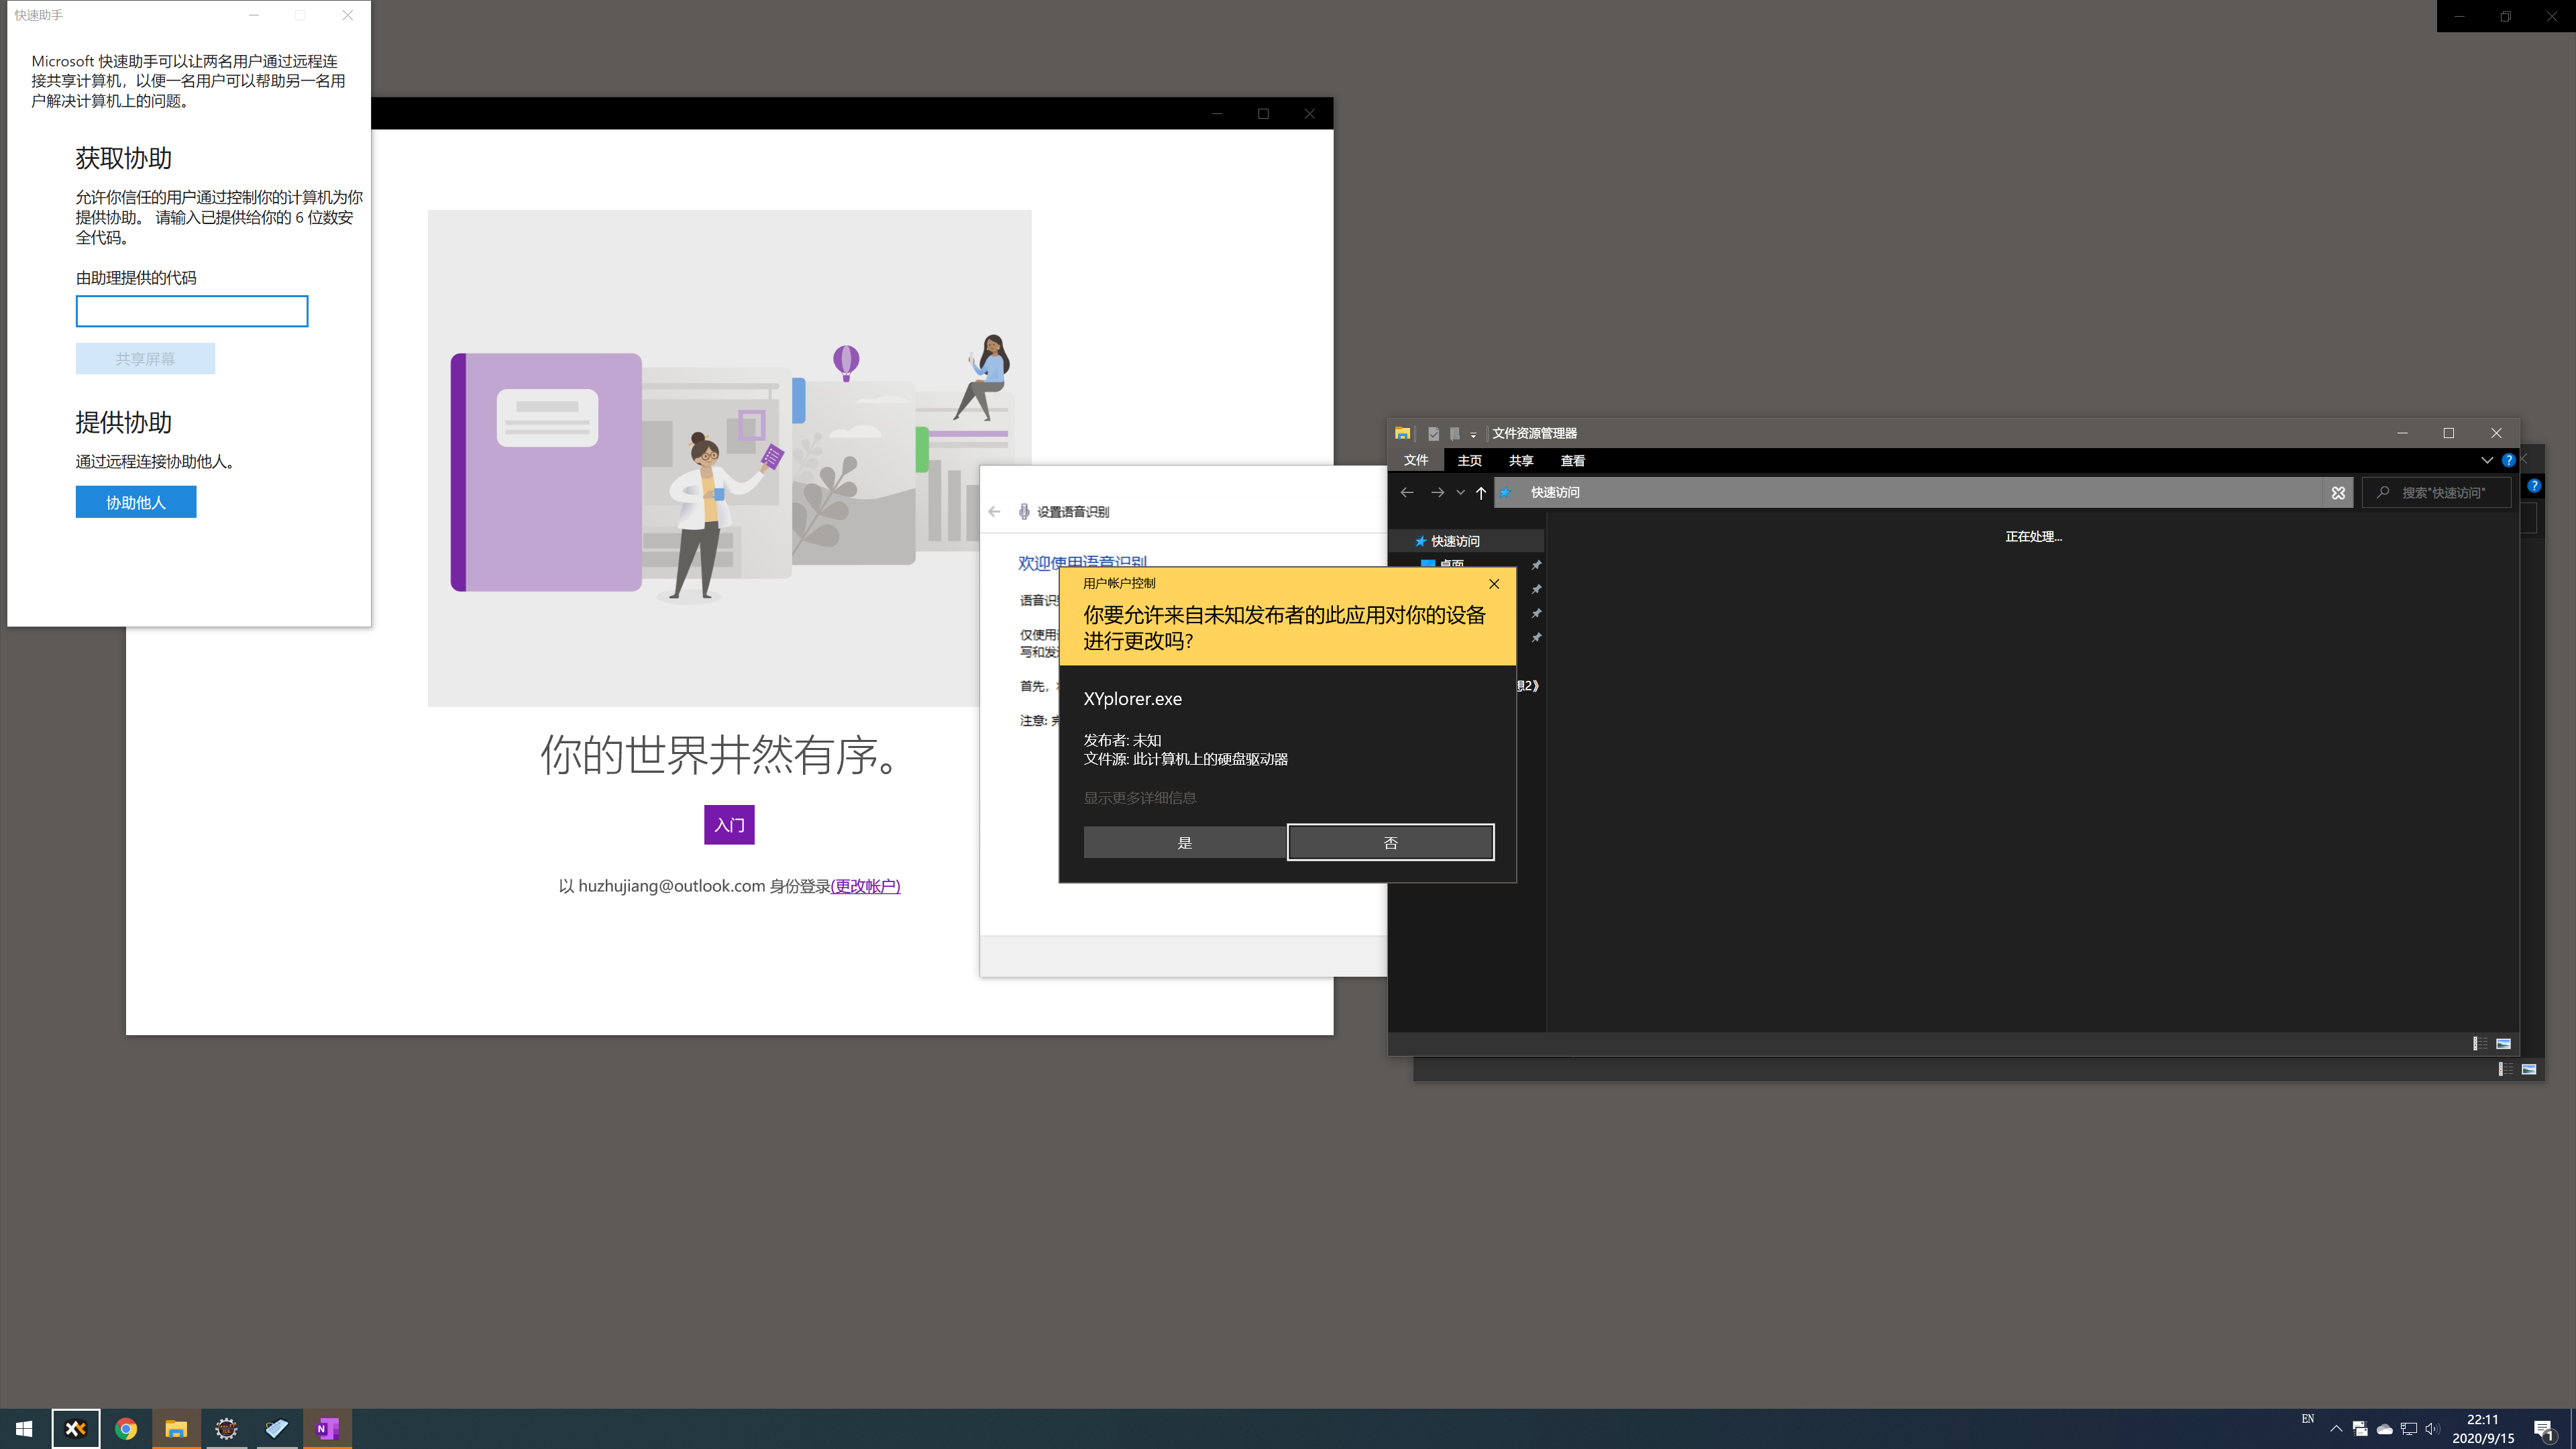 快速助手
Microsoft 快速助手可以让两名用户通过远程连
接共享计算机，以便一名用户可以帮助另一名用
户解决计算机上的问题。
获取协助
允许你信任的用户通过控制你的计算机为你
提供协助。 请输入已提供给你的 6 位数安
全代码。
由助理提供的代码
共享屏幕
提供协助
通过远程连接协助他人。
协助他人
你的世界井然有序。
入门
以 huzhujiang@outlook.com 身份登录(更改帐户)
设置语音识别
欢迎使用语音识别
语音识
仅使用
写和发
首先，
注意:
用户帐户控制
你要允许来自未知发布者的此应用对你的设备
进行更改吗?
XYplorer.exe
发布者: 未知
文件源: 此计算机上的硬盘驱动器
显示更多详细信息
是
否
文件资源管理器
文件 主页 共享 查看
快速访问
搜索"快速访问"
快速访问
桌面
想2》
正在处理...
EN
22:11
2020/9/15
1